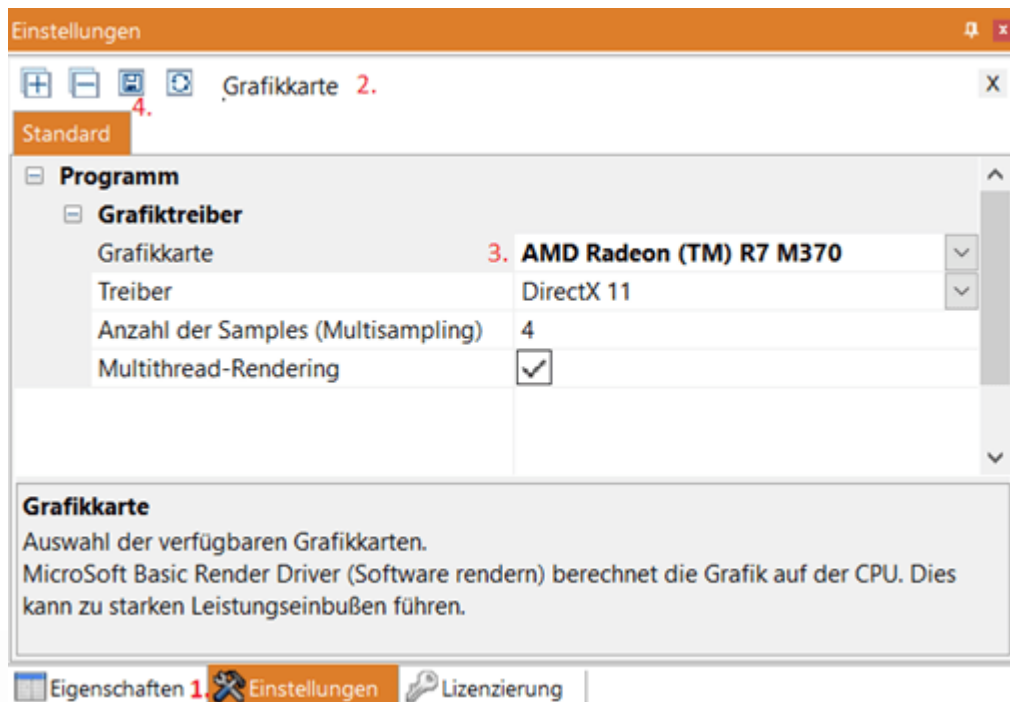 Einstellungen
Grafikkarte 2.
X
4.
Standard
Programm
Grafiktreiber
Grafikkarte 3. AMD Radeon (TM) R7 M370
Treiber DirectX 11
Anzahl der Samples (Multisampling) 4
Multithread-Rendering
Grafikkarte
Auswahl der verfügbaren Grafikkarten.
MicroSoft Basic Render Driver (Software rendern) berechnet die Grafik auf der CPU. Dies
kann zu starken Leistungseinbußen führen.
Eigenschaften 1. Einstellungen Lizenzierung